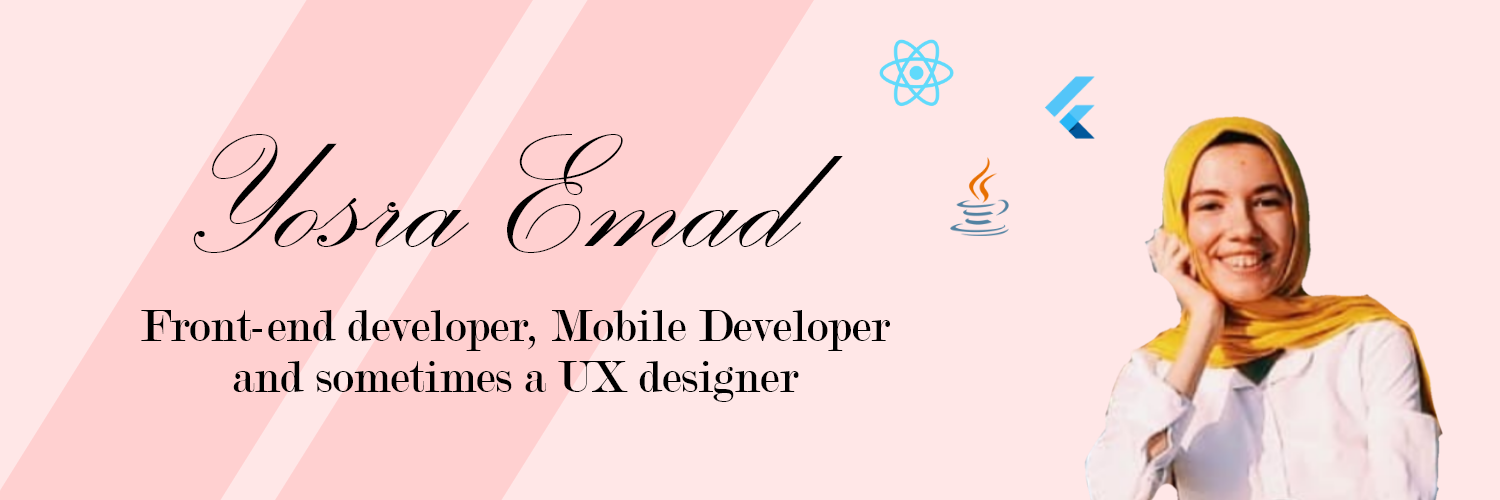 Yosra Emad
Front-end developer, Mobile Developer
and sometimes a UX designer